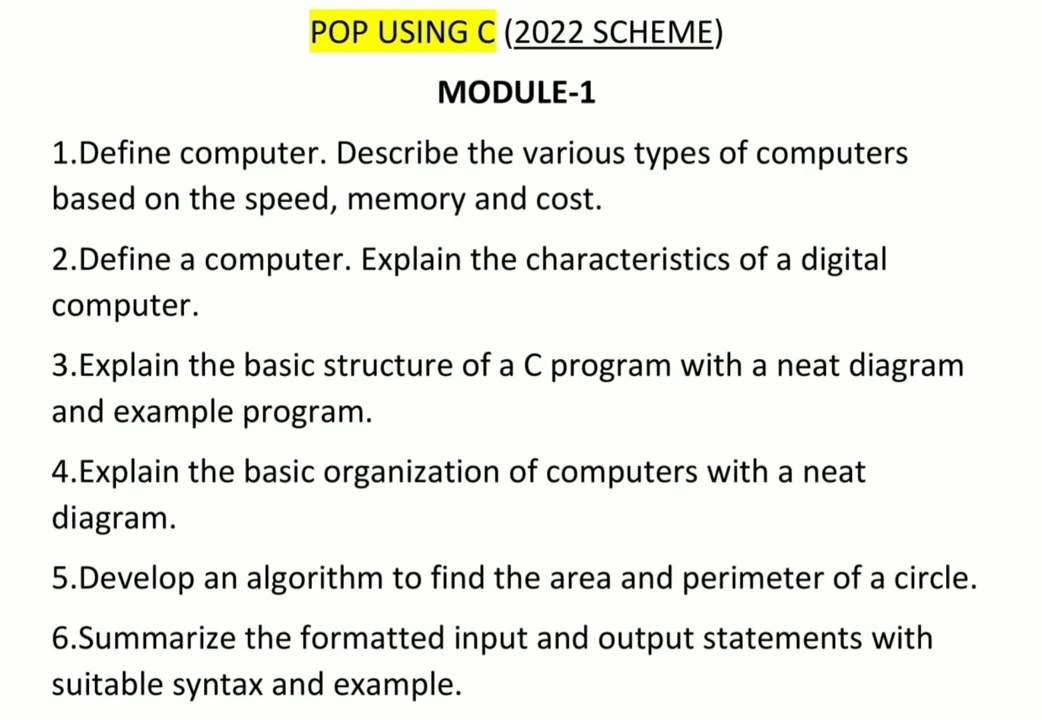 POP USING C (2022 SCHEME)
MODULE-1
1.Define computer. Describe the various types of computers
based on the speed, memory and cost.
2.Define a computer. Explain the characteristics of a digital
computer.
3.Explain the basic structure of a C program with a neat diagram
and example program.
4.Explain the basic organization of computers with a neat
diagram.
5.Develop an algorithm to find the area and perimeter of a circle.
6.Summarize the formatted input and output statements with
suitable syntax and example.